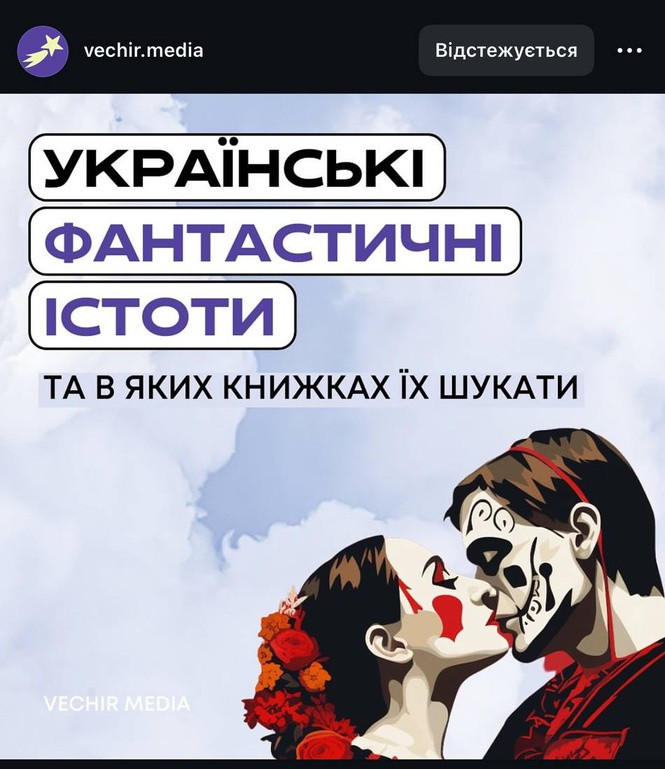 vechir.media
Відстежується
УКРАЇНСЬКІ
ФАНТАСТИЧНІ
ІСТОТИ
ТА В ЯКИХ КНИЖКАХ ЇХ ШУКАТИ
VECHIR MEDIA